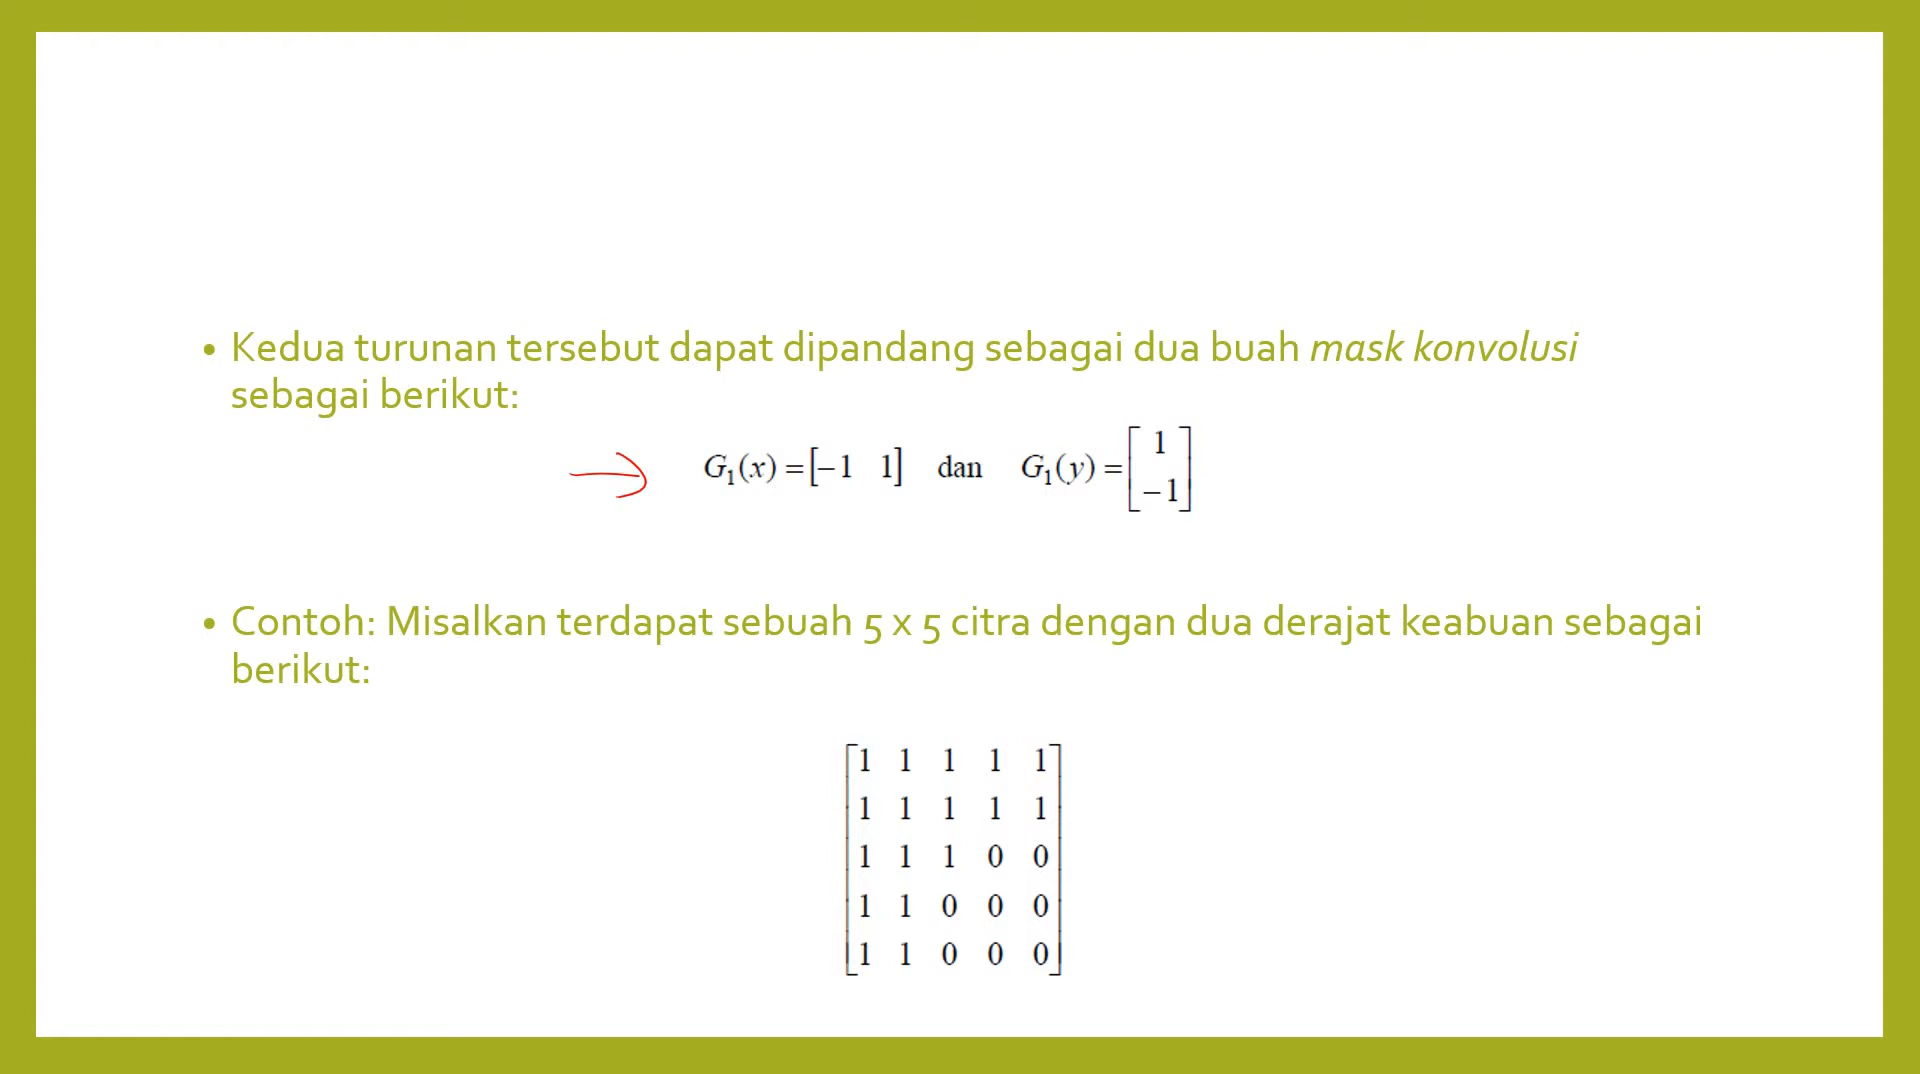 • Kedua turunan tersebut dapat dipandang sebagai dua buah mask konvolusi
sebagai berikut:
G₁(x) = [−1 1] dan G₁(y) = [1
−1]
• Contoh: Misalkan terdapat sebuah 5 x 5 citra dengan dua derajat keabuan sebagai
berikut:
[1 1 1 1 1
1 1 1 1 1
1 1 1 0 0
1 1 0 0 0
1 1 0 0 0]